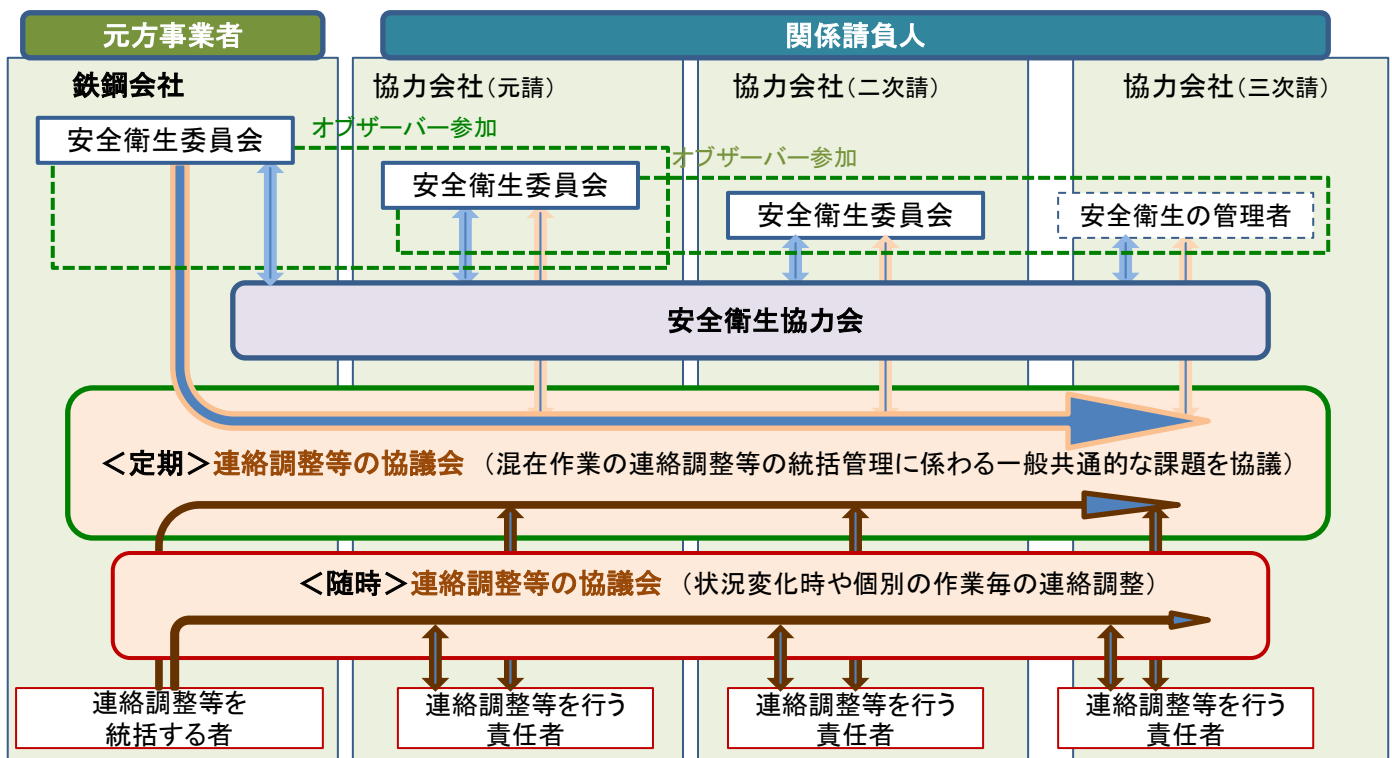 元方事業者
関係請負人
鉄鋼会社
協力会社(元請)
協力会社(二次請)
協力会社(三次請)
安全衛生委員会
オブザーバー参加
オブザーバー参加
安全衛生委員会
安全衛生委員会
安全衛生の管理者
安全衛生協力会
＜定期＞連絡調整等の協議会 （混在作業の連絡調整等の統括管理に係わる一般共通的な課題を協議）
＜随時＞連絡調整等の協議会 （状況変化時や個別の作業毎の連絡調整）
連絡調整等を
統括する者
連絡調整等を行う
責任者
連絡調整等を行う
責任者
連絡調整等を行う
責任者